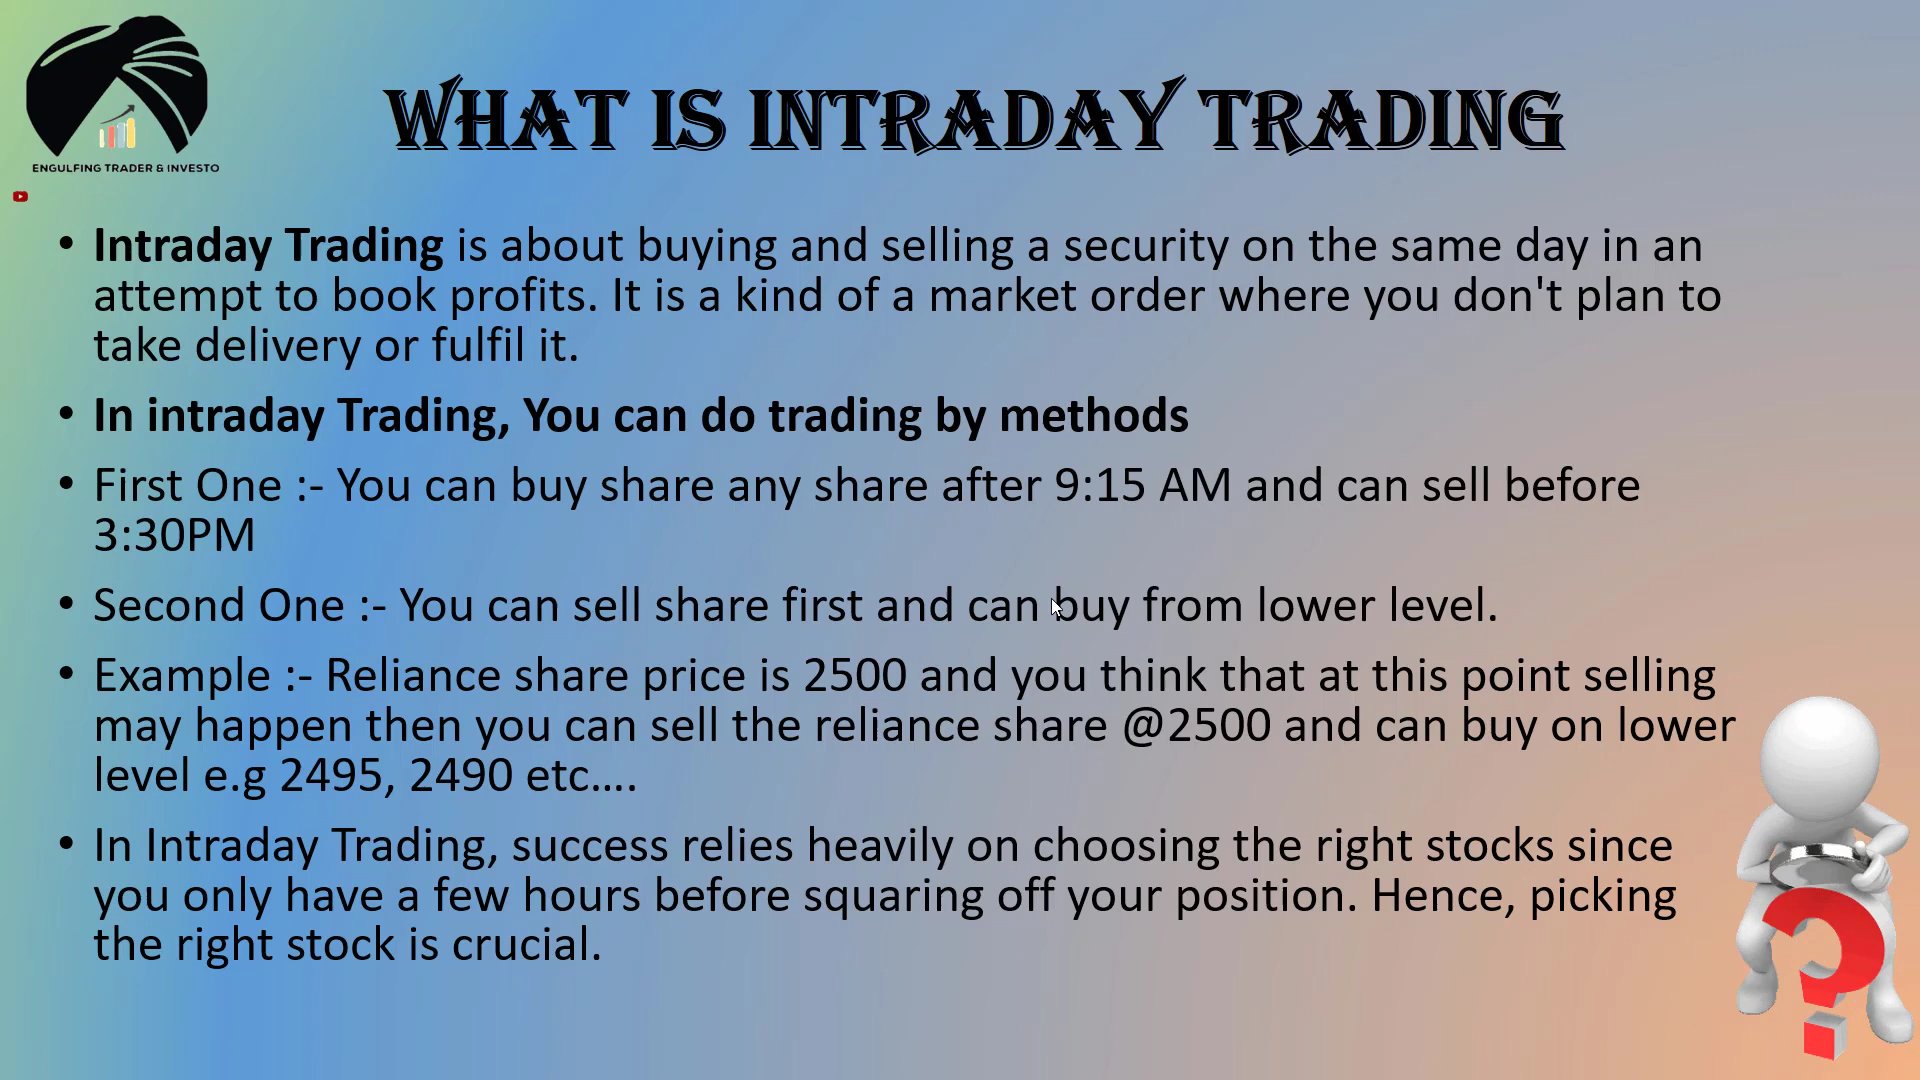 WHAT IS INTRADAY TRADING
ENGULFING TRADER & INVESTO
• Intraday Trading is about buying and selling a security on the same day in an
attempt to book profits. It is a kind of a market order where you don't plan to
take delivery or fulfil it.
• In intraday Trading, You can do trading by methods
• First One :- You can buy share any share after 9:15 AM and can sell before
3:30PM
• Second One :- You can sell share first and can buy from lower level.
• Example :- Reliance share price is 2500 and you think that at this point selling
may happen then you can sell the reliance share @2500 and can buy on lower
level e.g 2495, 2490 etc....
• In Intraday Trading, success relies heavily on choosing the right stocks since
you only have a few hours before squaring off your position. Hence, picking
the right stock is crucial.